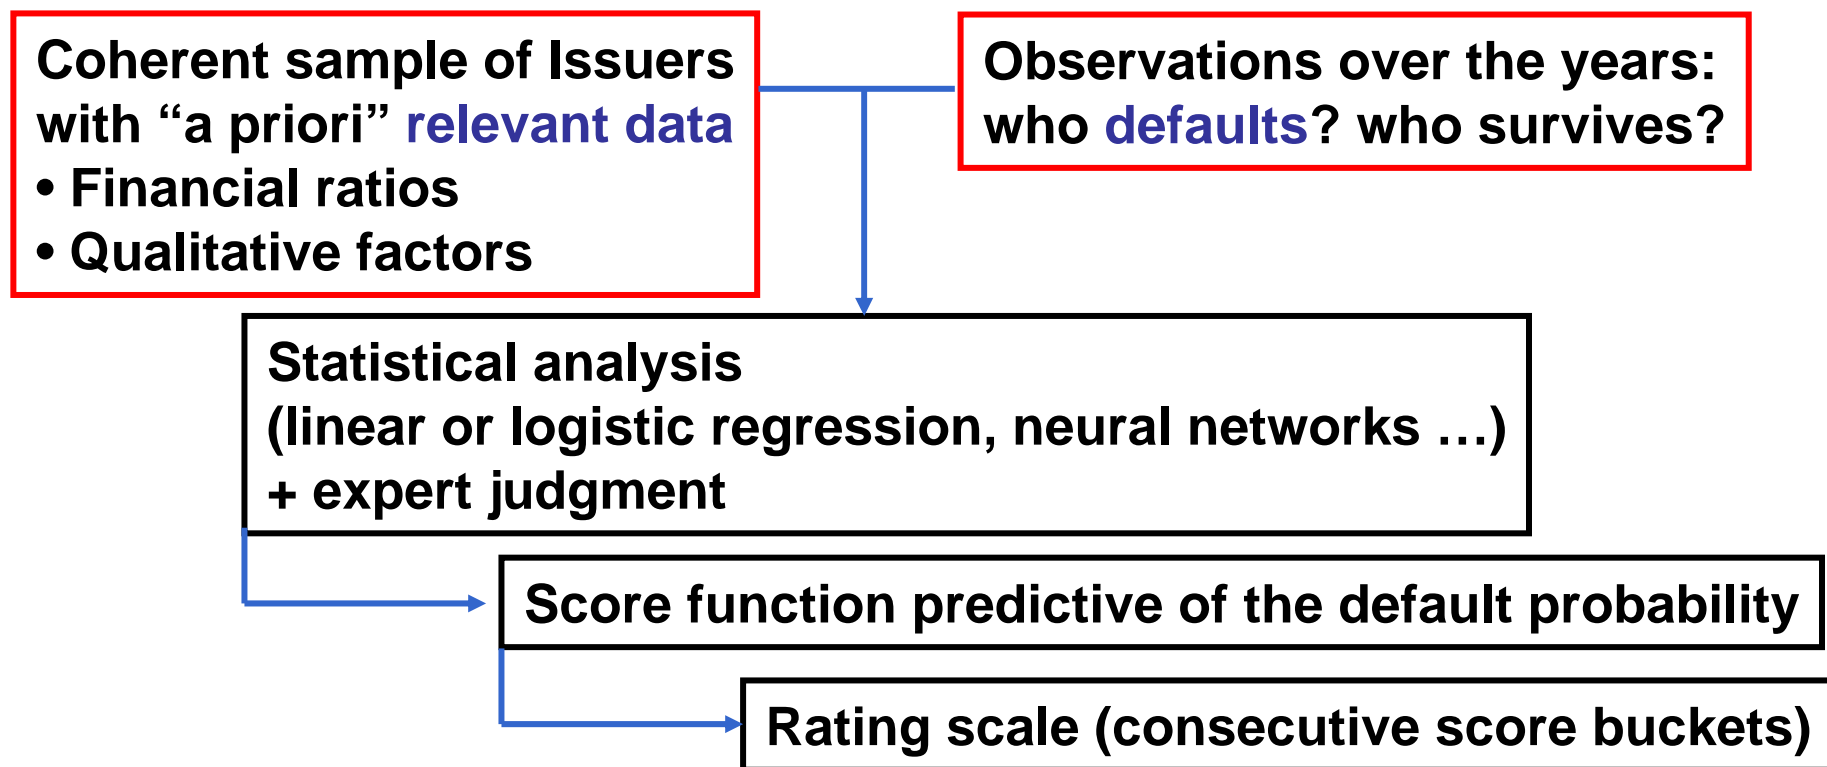 Coherent sample of Issuers
with “a priori” relevant data
• Financial ratios
• Qualitative factors
Observations over the years:
who defaults? who survives?
Statistical analysis
(linear or logistic regression, neural networks …)
+ expert judgment
Score function predictive of the default probability
Rating scale (consecutive score buckets)